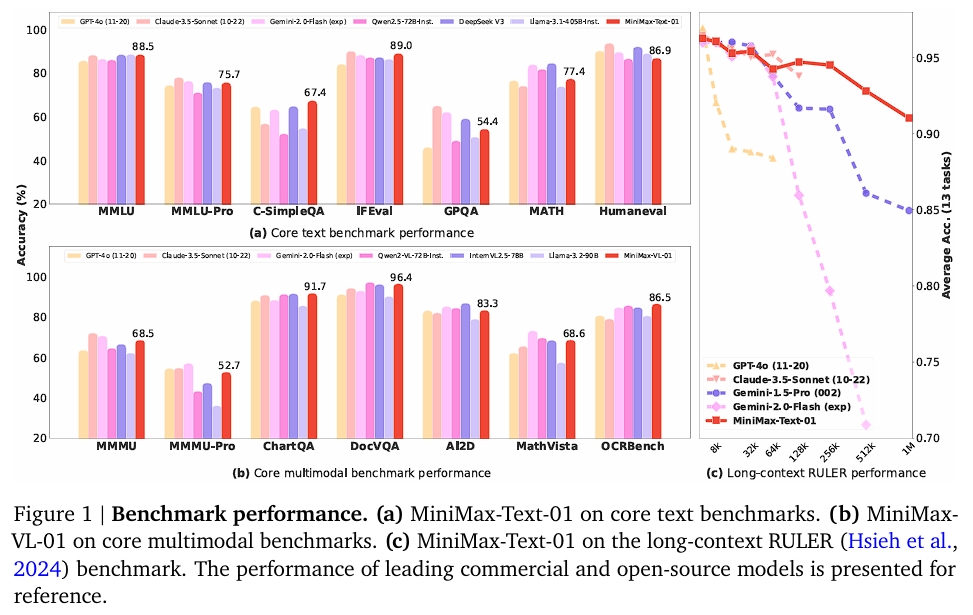 GPT-4o (11-20) Claude-3.5-Sonnet (10-22) Gemini-2.0-Flash (exp) Qwen2.5-72B-Inst. DeepSeek V3 Llama-3.1-405B-Inst. MiniMax-Text-01
100
80
60
40
20
88.5
75.7
67.4
89.0
54.4
77.4
86.9
MMLU MMLU-Pro C-SimpleQA IFEval GPQA MATH Humaneval
(a) Core text benchmark performance
Accuracy (%)
GPT-4o (11-20) Claude-3.5-Sonnet (10-22) Gemini-2.0-Flash (exp) Qwen2-VL-72B-Inst. InternVL2.5-78B Llama-3.2-90B MiniMax-VL-01
100
80
60
40
20
68.5
52.7
91.7
96.4
83.3
68.6
86.5
MMMU MMMU-Pro ChartQA DocVQA AI2D MathVista OCRBench
(b) Core multimodal benchmark performance
0.95
0.90
0.85
0.80
0.75
0.70
Average Acc. (13 tasks)
GPT-4o (11-20)
Claude-3.5-Sonnet (10-22)
Gemini-1.5-Pro (002)
Gemini-2.0-Flash (exp)
MiniMax-Text-01
8k 32k 64k 128k 256k 512k 1M
(c) Long-context RULER performance
Figure 1 | Benchmark performance. (a) MiniMax-Text-01 on core text benchmarks. (b) MiniMax-
VL-01 on core multimodal benchmarks. (c) MiniMax-Text-01 on the long-context RULER (Hsieh et al.,
2024) benchmark. The performance of leading commercial and open-source models is presented for
reference.